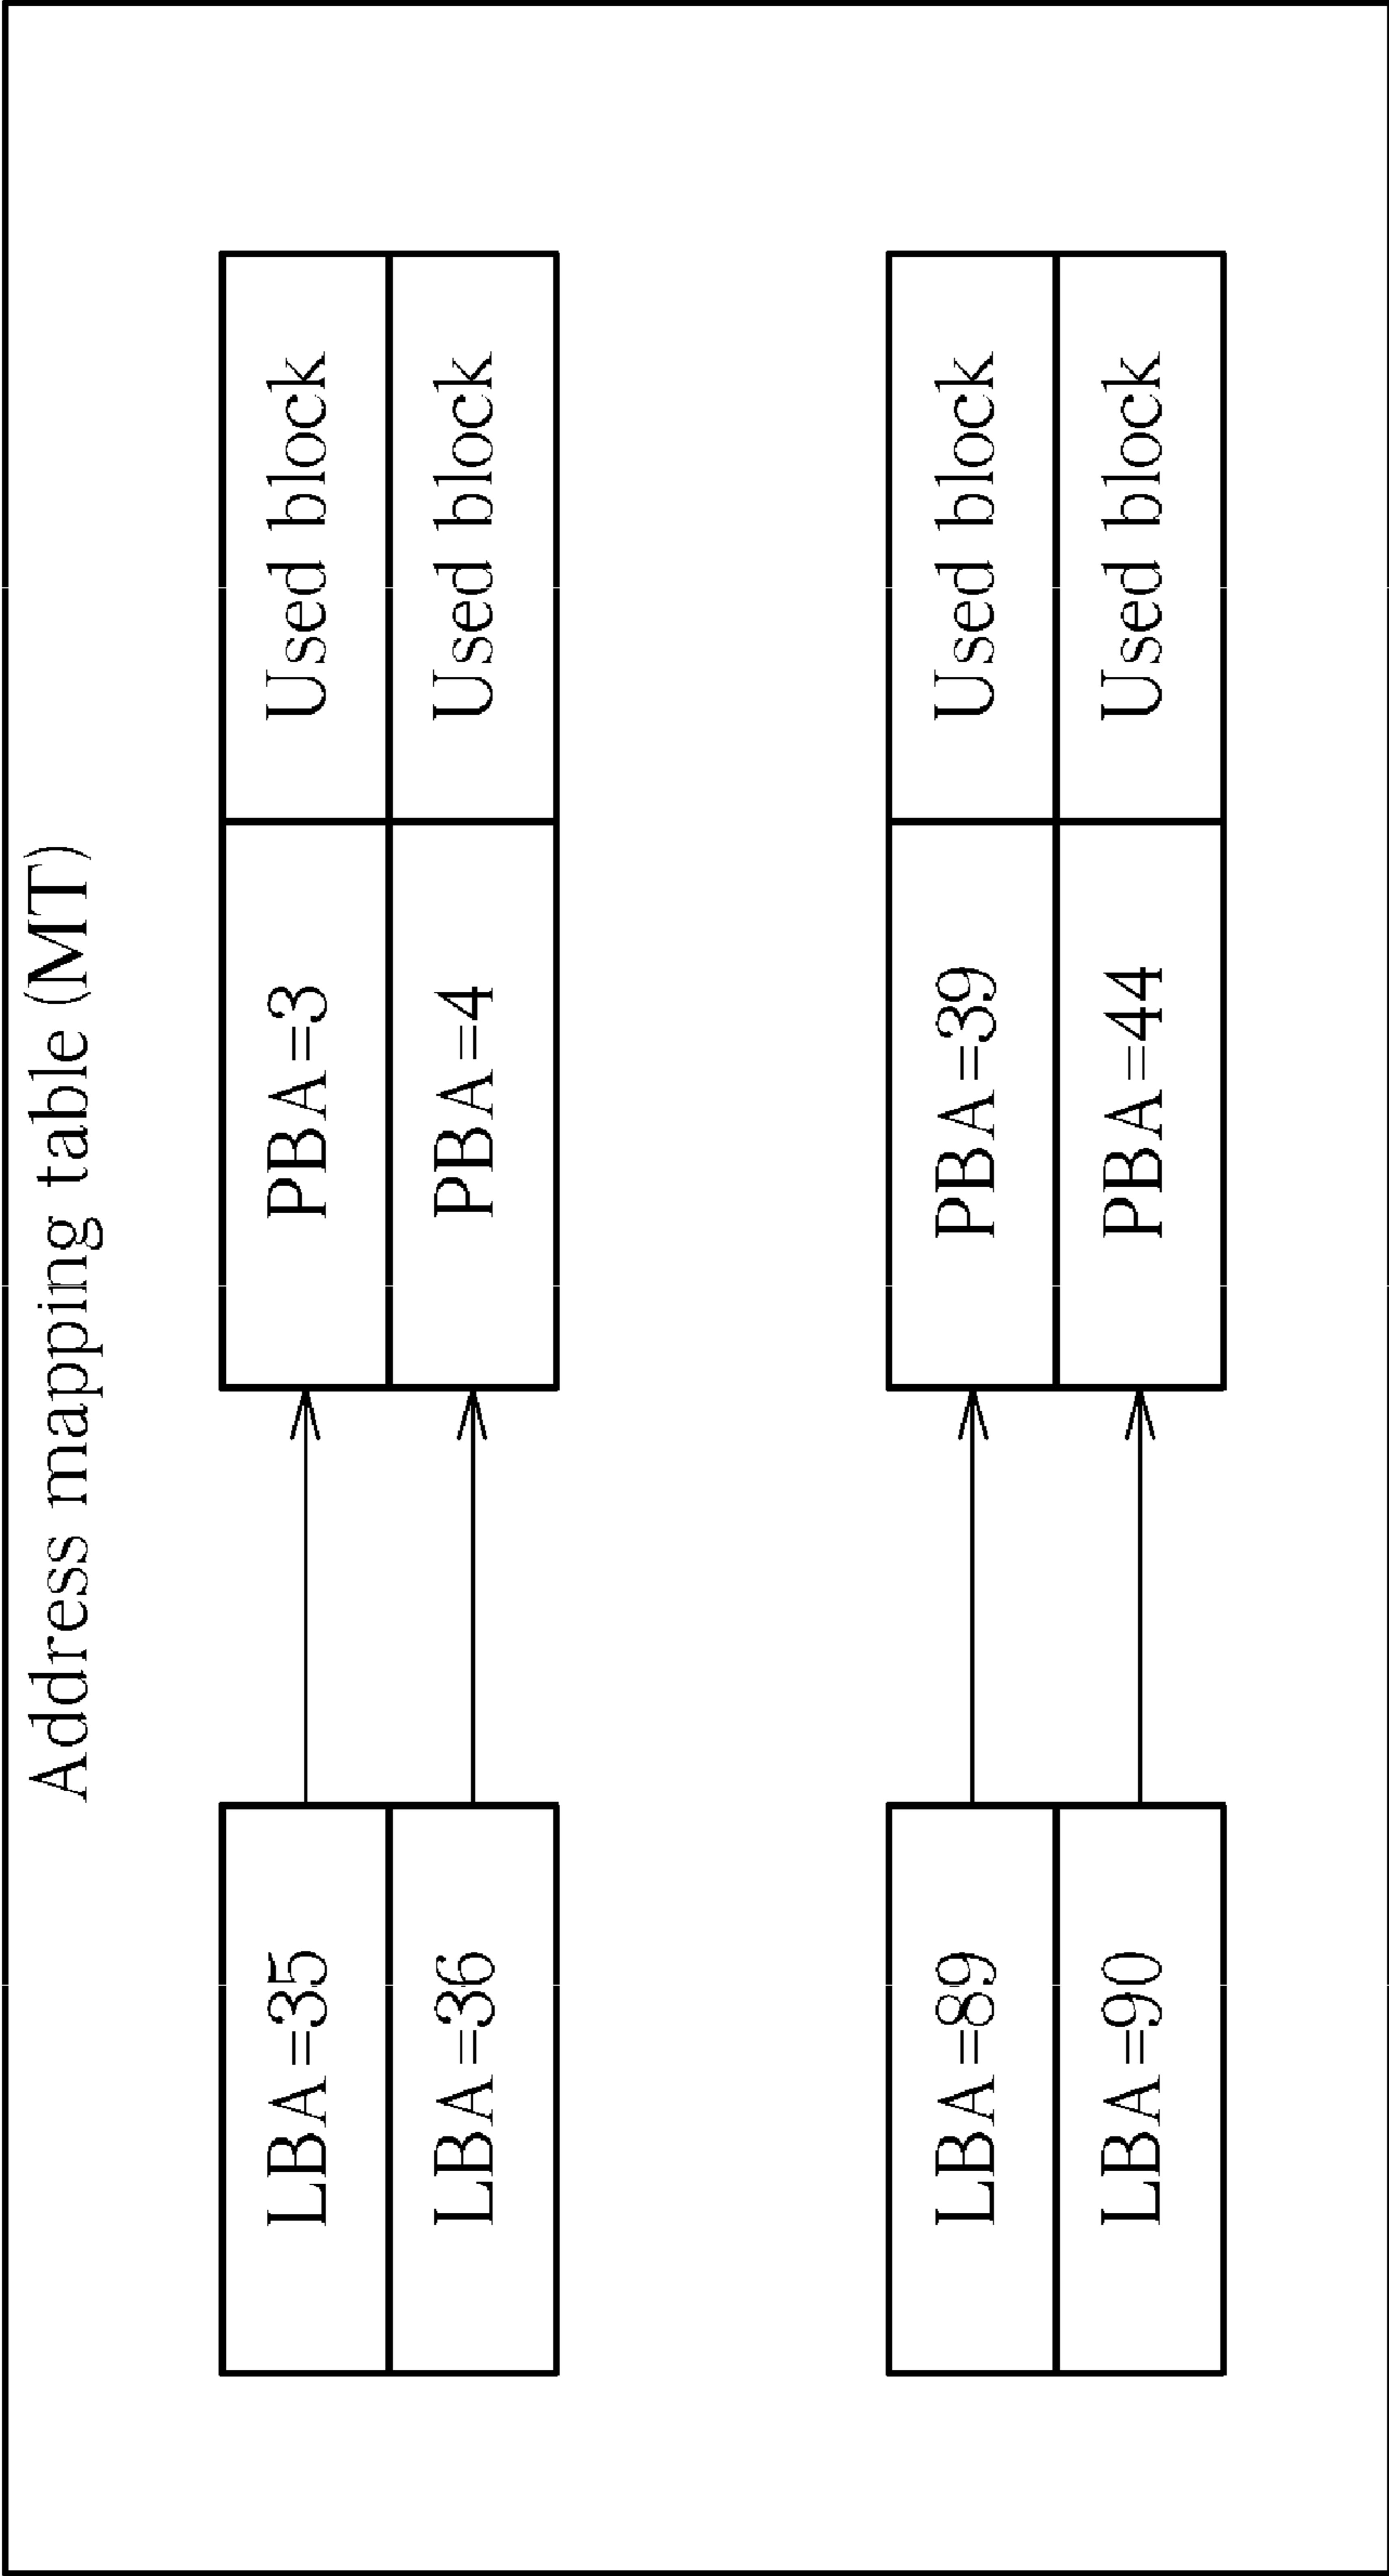 Address mapping table (MT)
LBA=35 PBA=3 Used block
LBA=36 PBA=4 Used block
LBA=89 PBA=39 Used block
LBA=90 PBA=44 Used block